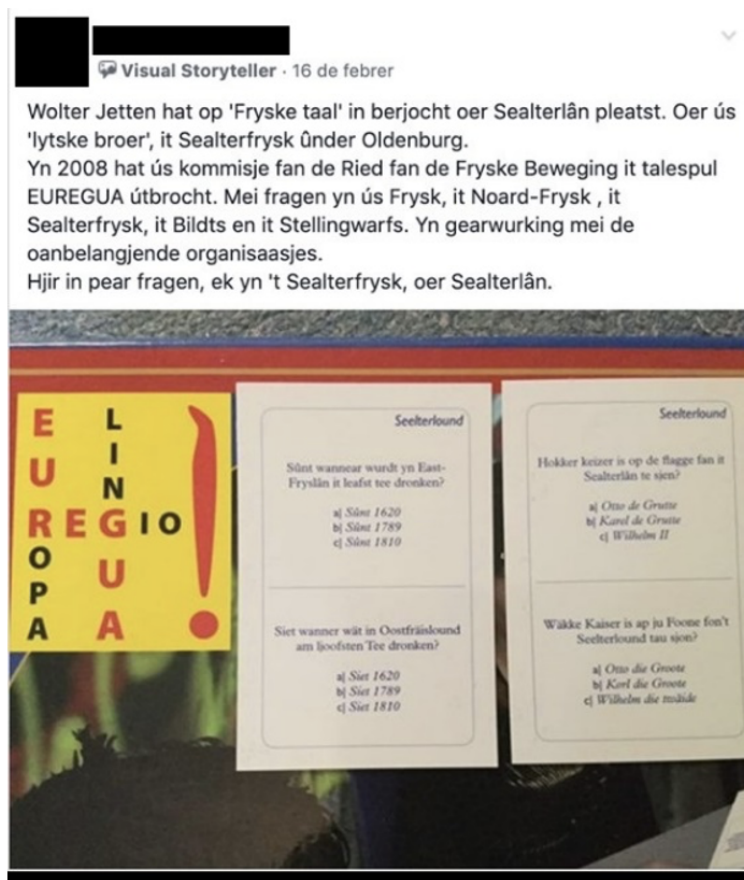 Visual Storyteller · 16 de febrer
Wolter Jetten hat op 'Fryske taal' in berjocht oer Sealterlân pleatst. Oer ús
'lytske broer', it Sealterfrysk ûnder Oldenburg.
Yn 2008 hat ús kommisje fan de Ried fan de Fryske Beweging it talespul
EUREGUA útbrocht. Mei fragen yn ús Frysk, it Noard-Frysk , it
Sealterfrysk, it Bildts en it Stellingwarfs. Yn gearwurking mei de
oanbelangjende organisaasjes.
Hjir in pear fragen, ek yn 't Sealterfrysk, oer Sealterlân.
EUROPA
LINGUA
REGIO
!
Seelterlound
Sûnt wannear wurdt yn East-
Fryslân it leafst tee dronken?
a| Sûnt 1620
b| Sûnt 1789
c| Sûnt 1810
Siet wanner wät in Oostfräislound
am ljoofsten Tee dronken?
a| Siet 1620
b| Siet 1789
c| Siet 1810
Seelterlound
Hokker keizer is op de flagge fan it
Sealterlân te sjen?
a| Otto de Grutte
b| Karel de Grutte
c| Wilhelm II
Wäkke Kaiser is ap ju Foone fon't
Seelterlound tau sjon?
a| Otto die Groote
b| Korl die Groote
c| Wilhelm die twäide